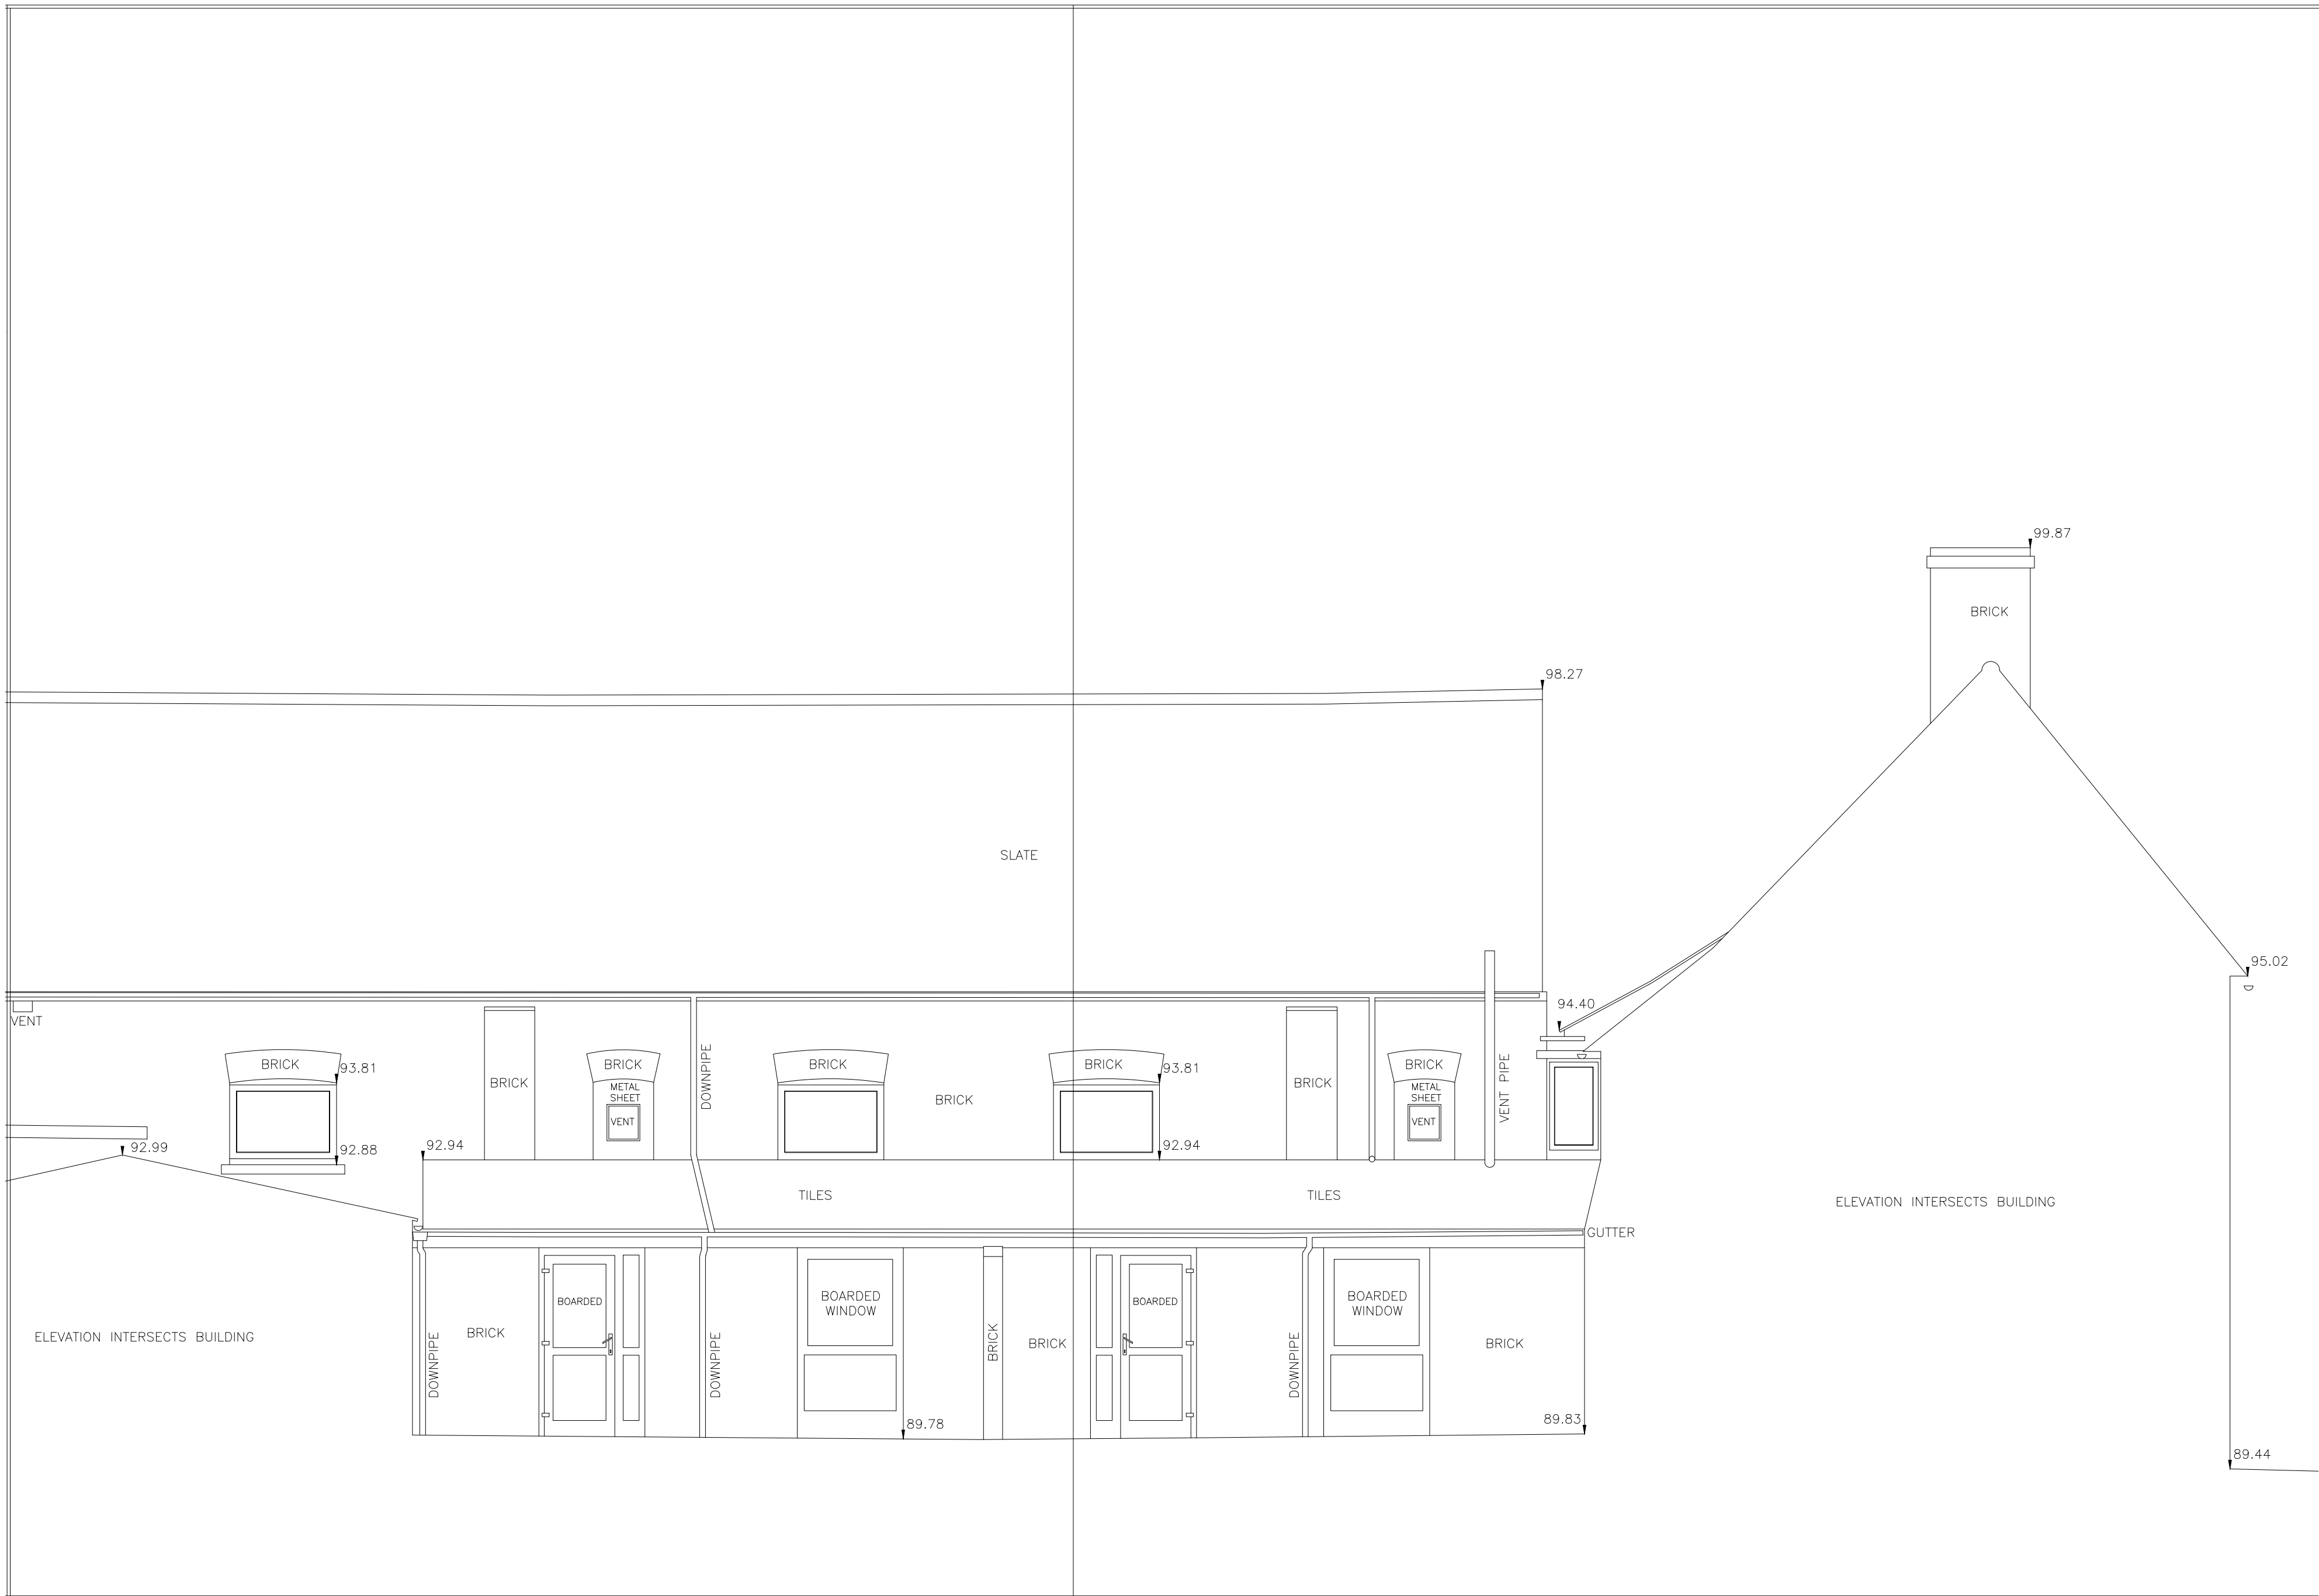 99.87
BRICK
98.27
SLATE
95.02
94.40
VENT
BRICK
93.81
BRICK
BRICK
METAL
SHEET
VENT
DOWNPIPE
BRICK
BRICK
BRICK
93.81
BRICK
BRICK
METAL
SHEET
VENT
VENT PIPE
92.99
92.88
92.94
92.94
TILES
TILES
ELEVATION INTERSECTS BUILDING
GUTTER
BOARDED
BOARDED
WINDOW
BOARDED
BOARDED
WINDOW
ELEVATION INTERSECTS BUILDING
DOWNPIPE
BRICK
DOWNPIPE
BRICK
BRICK
DOWNPIPE
BRICK
89.78
89.83
89.44